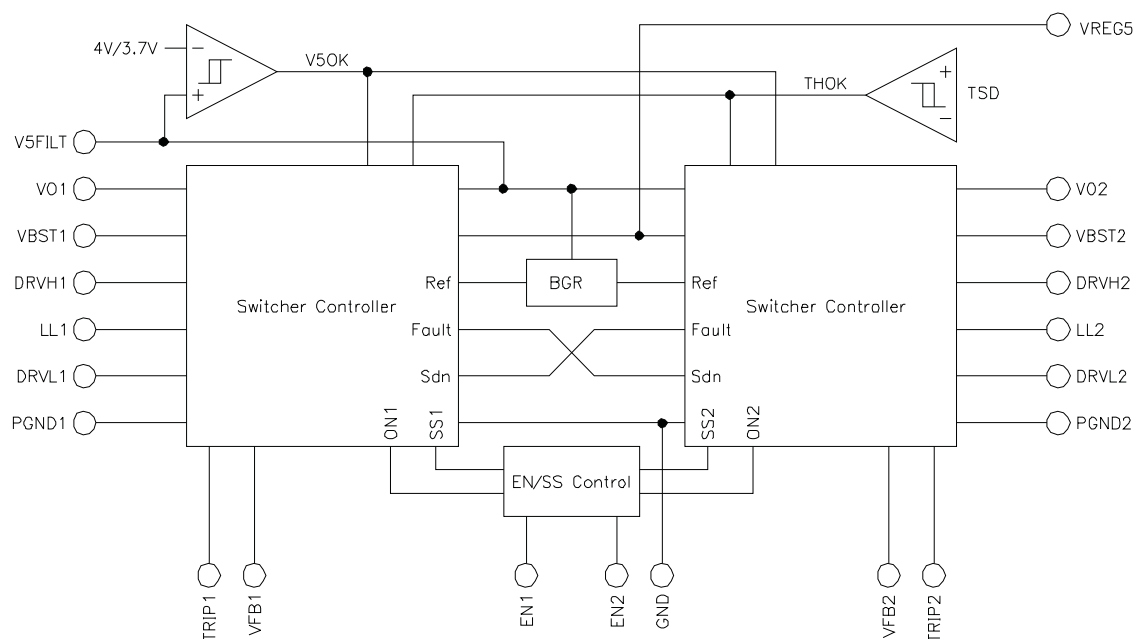 VREG5
4V/3.7V
−
V5OK
THOK
+
TSD
+
−
V5FILT
VO1
VO2
VBST1
VBST2
DRVH1
Ref
BGR
Ref
DRVH2
Switcher Controller
Switcher Controller
LL1
Fault
Fault
LL2
DRVL1
Sdn
Sdn
DRVL2
PGND1
ON1
SS1
SS2
ON2
PGND2
EN/SS Control
TRIP1
VFB1
EN1
EN2
GND
VFB2
TRIP2